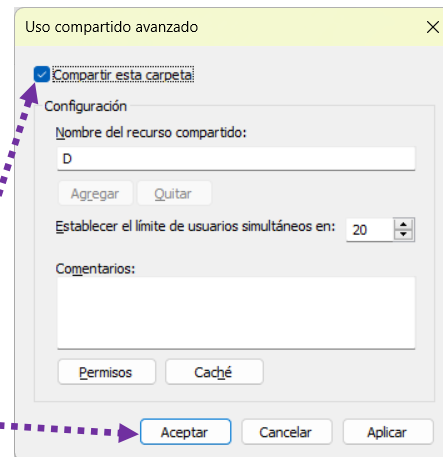 Uso compartido avanzado
Compartir esta carpeta
Configuración
Nombre del recurso compartido:
D
Agregar Quitar
Establecer el límite de usuarios simultáneos en: 20
Comentarios:
Permisos Caché
Aceptar Cancelar Aplicar